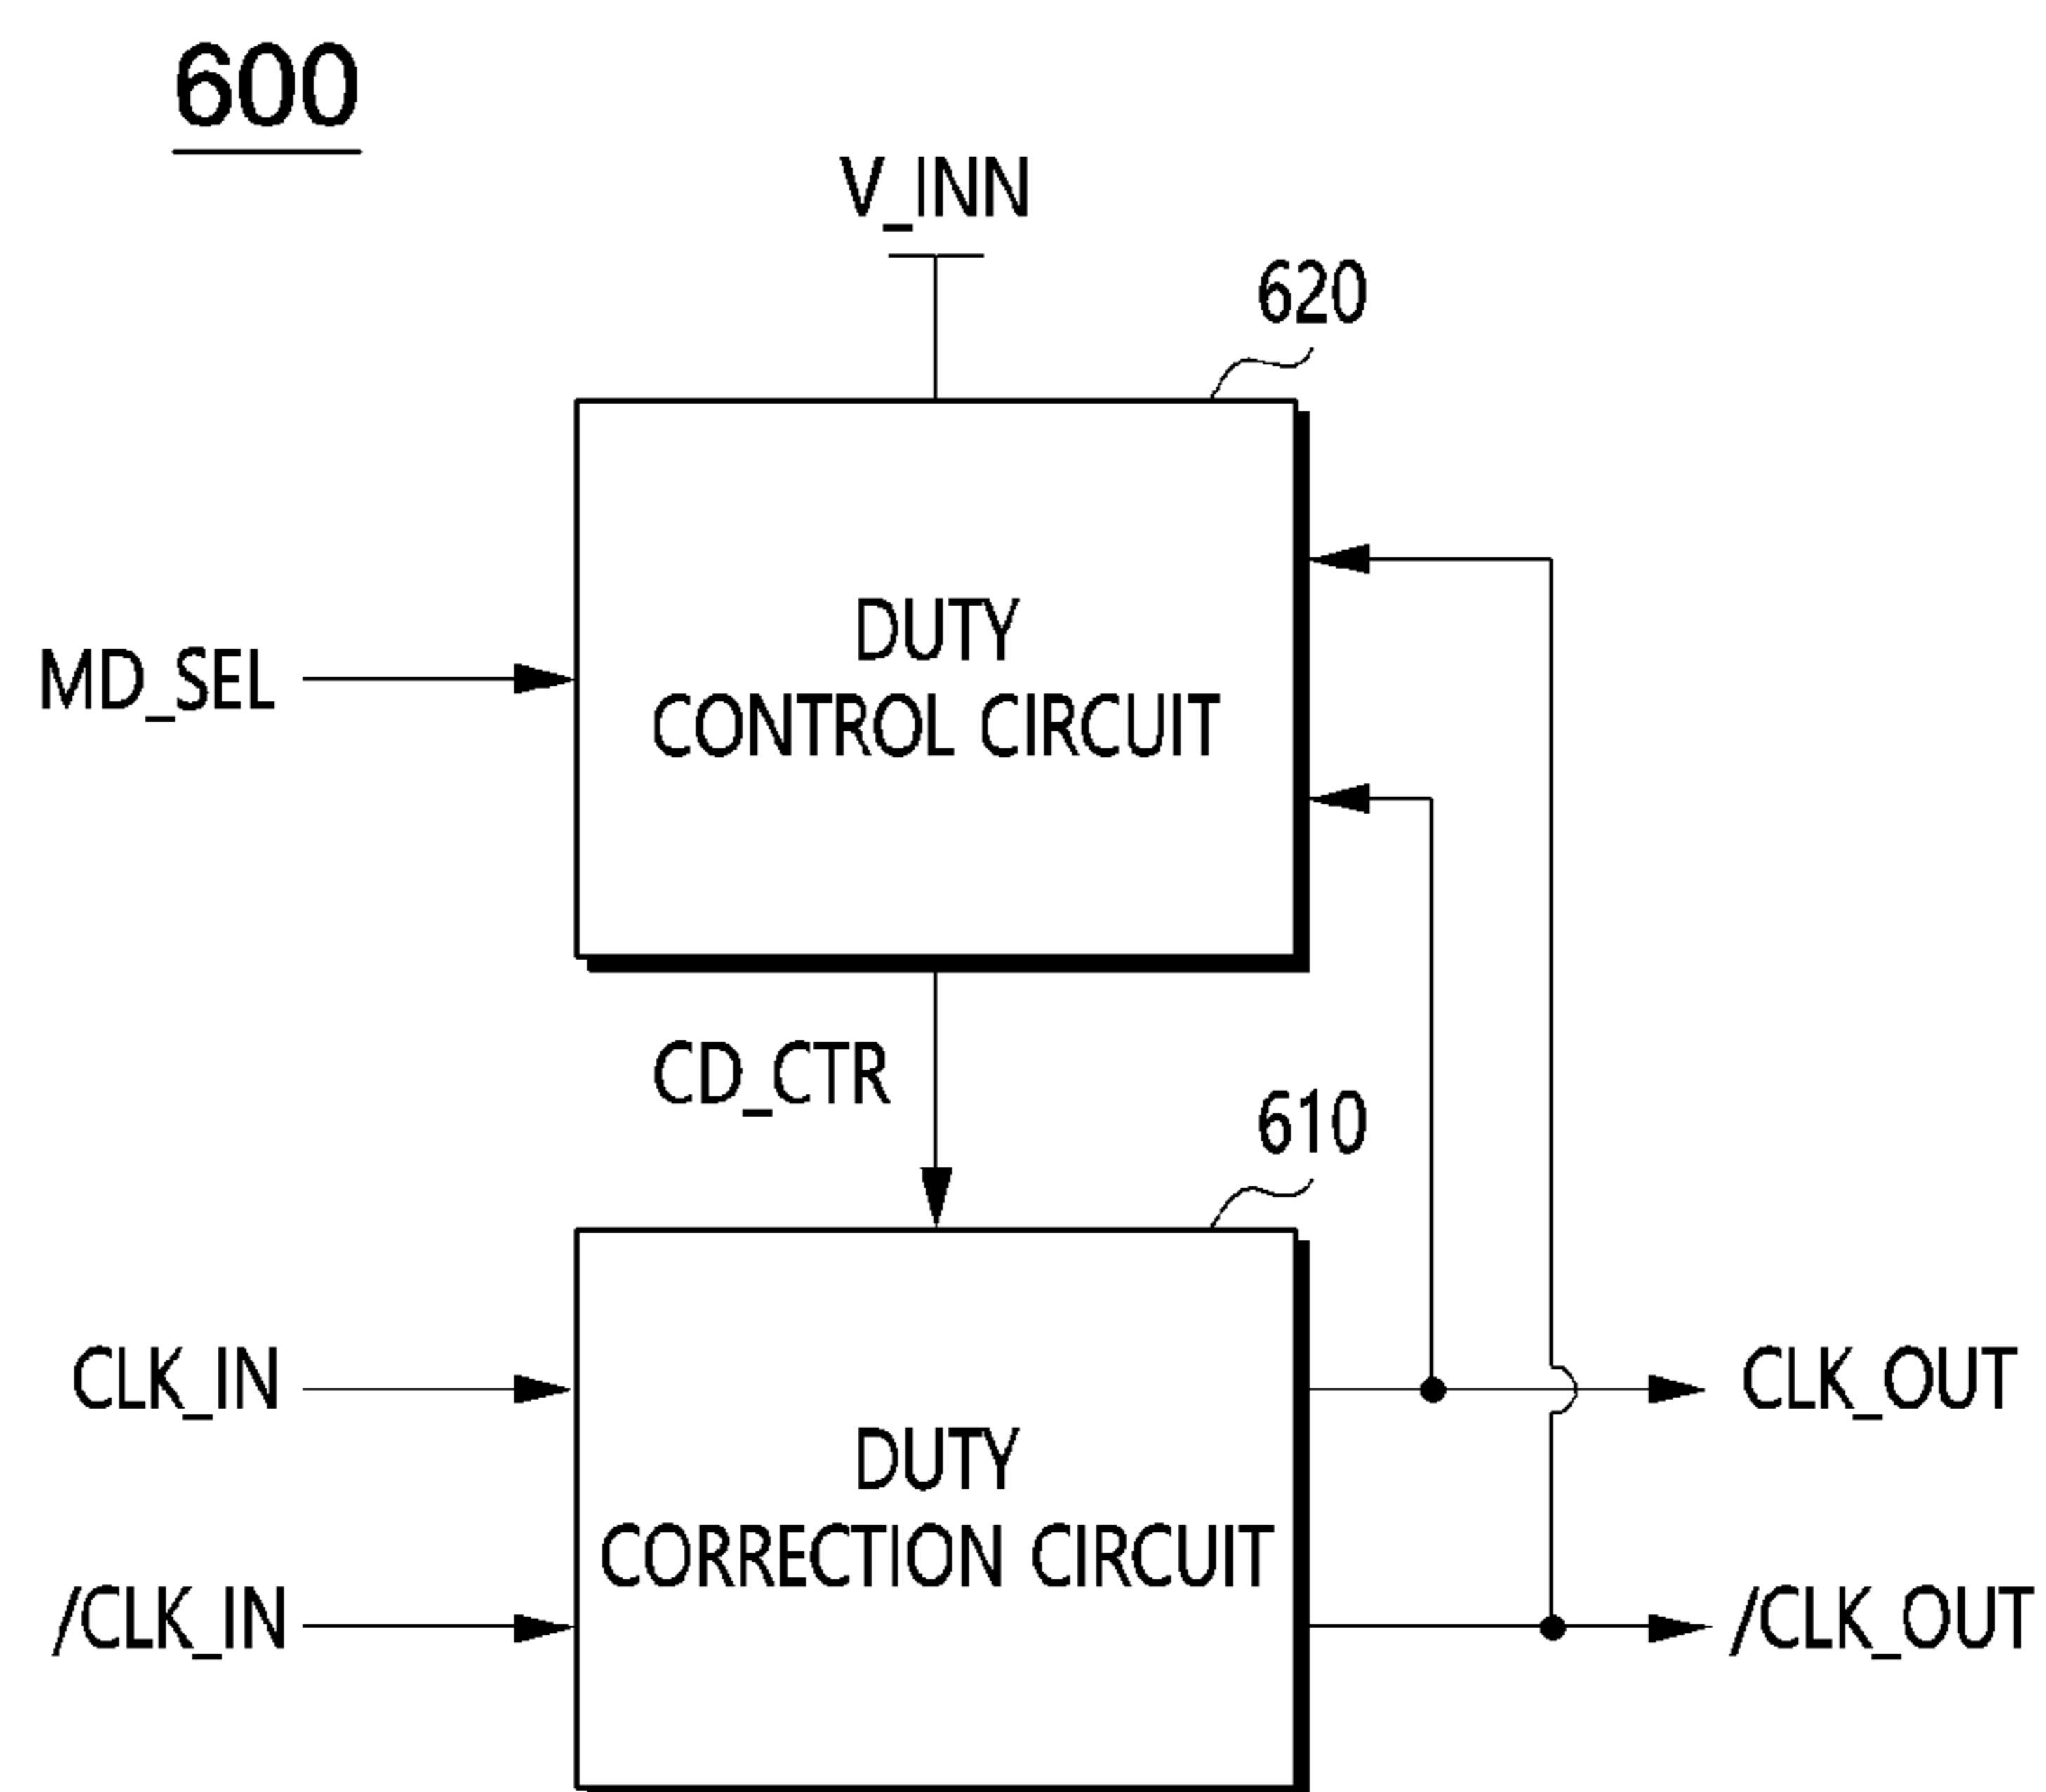 600
V_INN
620
DUTY
CONTROL CIRCUIT
MD_SEL
CD_CTR
610
CLK_IN
CLK_OUT
DUTY
CORRECTION CIRCUIT
/CLK_IN
/CLK_OUT